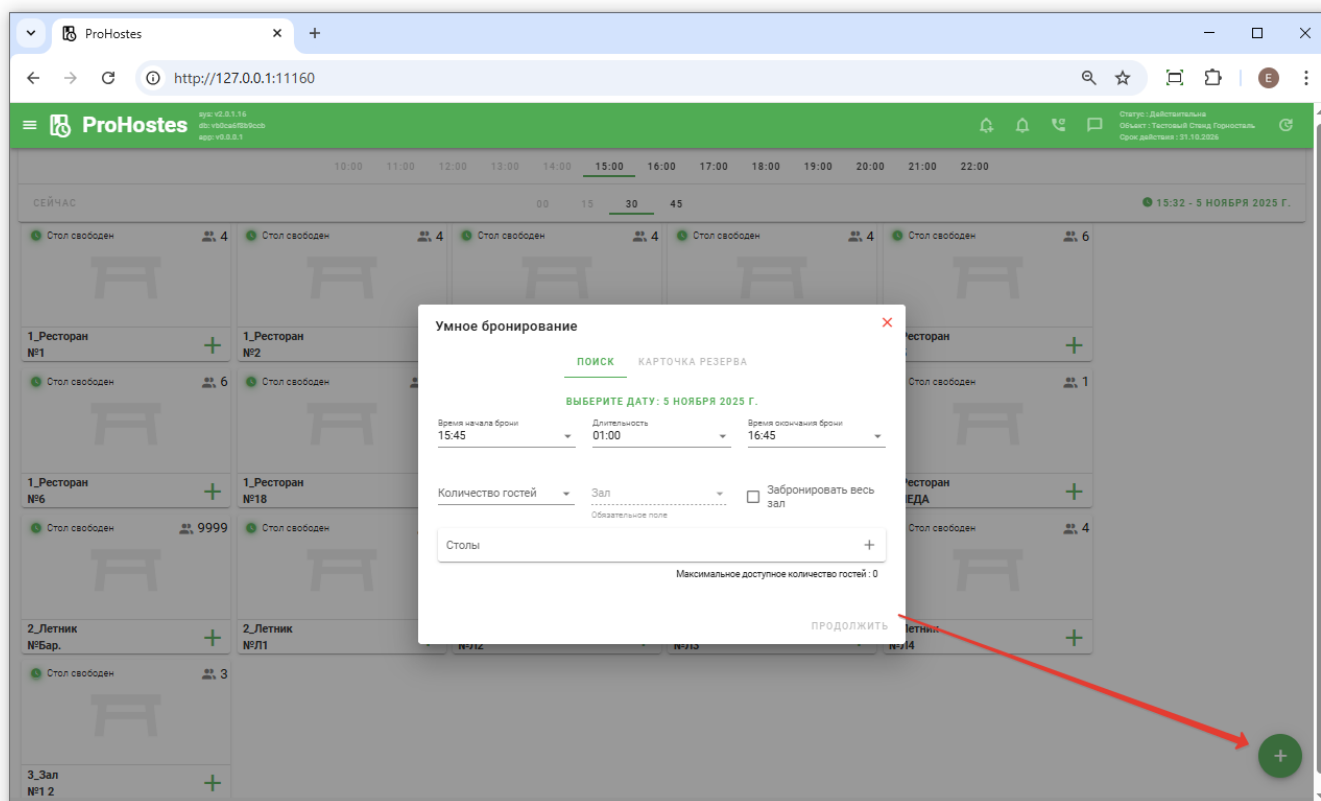 ProHostes
http://127.0.0.1:11160
E
ProHostes
sys: v2.0.1.16
app: v0.0.0.1
Статус : Действительна
Объект : Тестовый Стенд Горносталь
Срок действия : 31.10.2026
10:00 11:00 12:00 13:00 14:00 15:00 16:00 17:00 18:00 19:00 20:00 21:00 22:00
СЕЙЧАС 00 15 30 45 15:32 - 5 НОЯБРЯ 2025 Г.
Стол свободен 4 Стол свободен 4 Стол свободен 4 Стол свободен 4 Стол свободен 6
1_Ресторан 1_Ресторан есторан
№1 №2
Умное бронирование
ПОИСК КАРТОЧКА РЕЗЕРВА
ВЫБЕРИТЕ ДАТУ: 5 НОЯБРЯ 2025 Г.
Время начала брони Длительность Время окончания брони
15:45 01:00 16:45
Количество гостей Зал Забронировать весь зал
Обязательное поле
Столы
Максимальное доступное количество гостей : 0
ПРОДОЛЖИТЬ
Стол свободен 6 Стол свободен Стол свободен 1
1_Ресторан 1_Ресторан есторан
№6 №18 ЕДА
Стол свободен 9999 Стол свободен Стол свободен 4
2_Летник 2_Летник Летник
№Бар. №Л1 №Л2 №Л3 №Л4
Стол свободен 3
3_Зал
№1 2